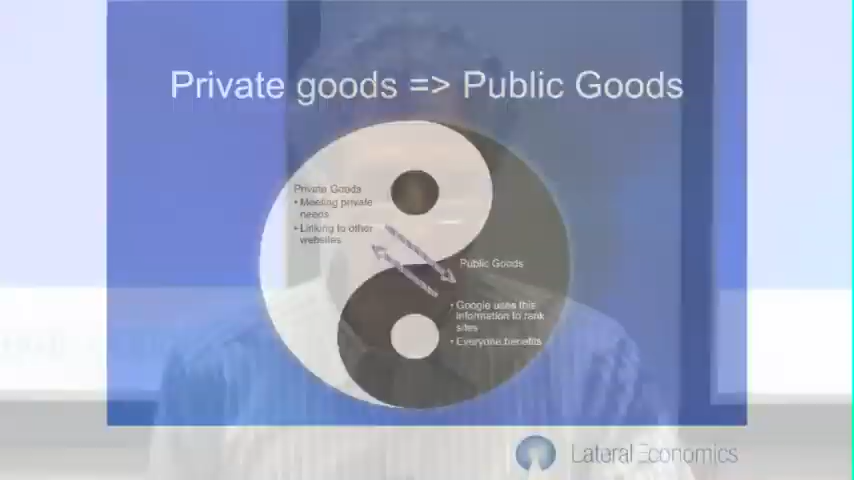 Private goods => Public Goods
Private Goods
• Meeting private
needs
• Linking to other
websites
Public Goods
• Google uses this
information to rank
sites
• Everyone benefits
Lateral Economics